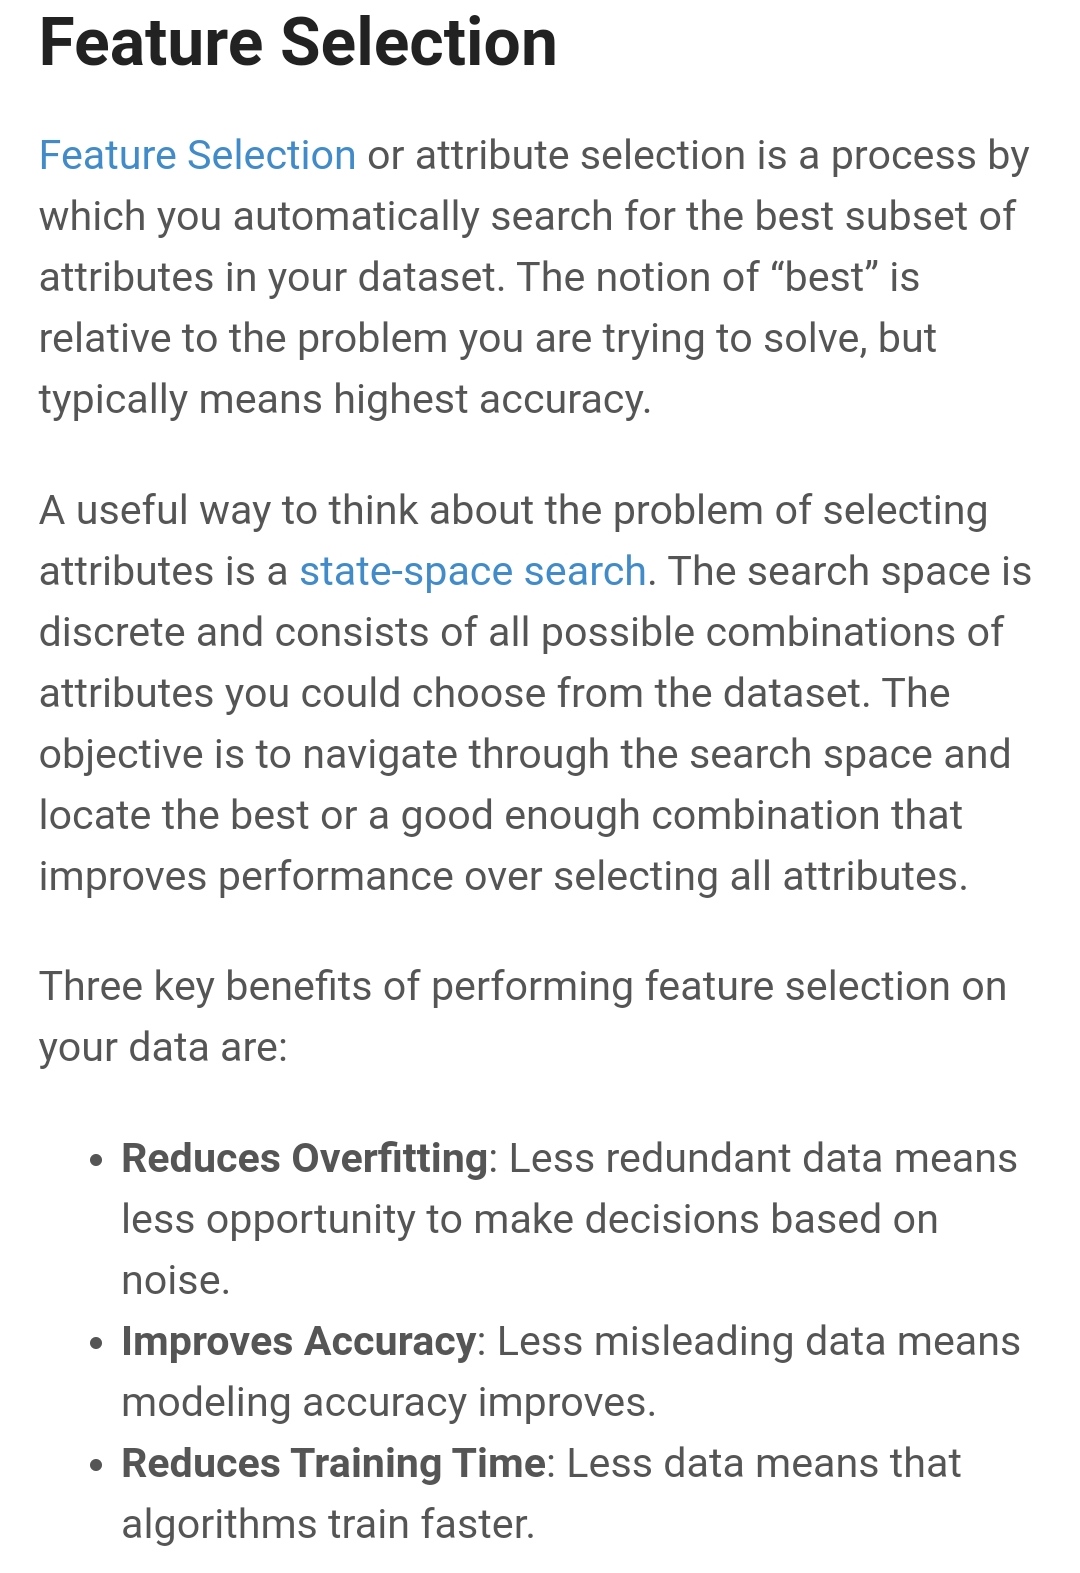 Feature Selection
Feature Selection or attribute selection is a process by
which you automatically search for the best subset of
attributes in your dataset. The notion of “best” is
relative to the problem you are trying to solve, but
typically means highest accuracy.
A useful way to think about the problem of selecting
attributes is a state-space search. The search space is
discrete and consists of all possible combinations of
attributes you could choose from the dataset. The
objective is to navigate through the search space and
locate the best or a good enough combination that
improves performance over selecting all attributes.
Three key benefits of performing feature selection on
your data are:
• Reduces Overfitting: Less redundant data means
less opportunity to make decisions based on
noise.
• Improves Accuracy: Less misleading data means
modeling accuracy improves.
• Reduces Training Time: Less data means that
algorithms train faster.